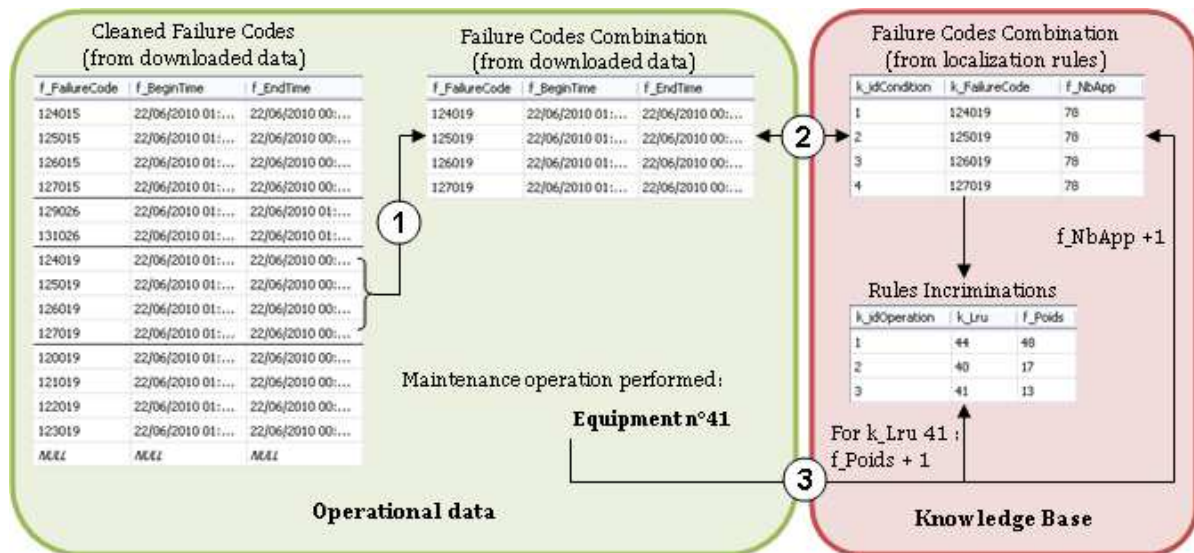 Cleaned Failure Codes
(from downloaded data)
f_FailureCode f_BeginTime f_EndTime
124015 22/06/2010 01:... 22/06/2010 00:...
125015 22/06/2010 01:... 22/06/2010 00:...
126015 22/06/2010 01:... 22/06/2010 00:...
127015 22/06/2010 01:... 22/06/2010 00:...
129026 22/06/2010 01:... 22/06/2010 01:...
131026 22/06/2010 01:... 22/06/2010 01:...
124019 22/06/2010 01:... 22/06/2010 00:...
125019 22/06/2010 01:... 22/06/2010 00:...
126019 22/06/2010 01:... 22/06/2010 00:...
127019 22/06/2010 01:... 22/06/2010 00:...
120019 22/06/2010 01:... 22/06/2010 00:...
121019 22/06/2010 01:... 22/06/2010 00:...
122019 22/06/2010 01:... 22/06/2010 00:...
123019 22/06/2010 01:... 22/06/2010 00:...
NULL NULL NULL
1
Failure Codes Combination
(from downloaded data)
f_FailureCode f_BeginTime f_EndTime
124019 22/06/2010 01:... 22/06/2010 00:...
125019 22/06/2010 01:... 22/06/2010 00:...
126019 22/06/2010 01:... 22/06/2010 00:...
127019 22/06/2010 01:... 22/06/2010 00:...
2
Maintenance operation performed:
Equipment n°41
3
Operational data
Failure Codes Combination
(from localization rules)
k_idCondition k_FailureCode f_NbApp
1 124019 78
2 125019 78
3 126019 78
4 127019 78
f_NbApp +1
Rules Incriminations
k_idOperation k_Lru f_Poids
1 44 48
2 40 17
3 41 13
For k_Lru 41 :
f_Poids + 1
Knowledge Base